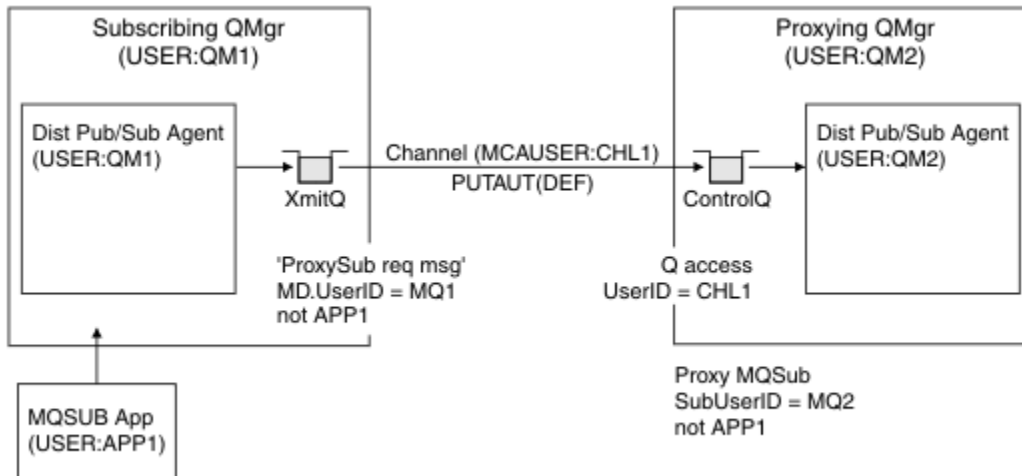 Subscribing QMgr
(USER:QM1)
Dist Pub/Sub Agent
(USER:QM1)
XmitQ
'ProxySub req msg'
MD.UserID = MQ1
not APP1
MQSUB App
(USER:APP1)
Channel (MCAUSER:CHL1)
PUTAUT(DEF)
Proxying QMgr
(USER:QM2)
ControlQ
Dist Pub/Sub Agent
(USER:QM2)
Q access
UserID = CHL1
Proxy MQSub
SubUserID = MQ2
not APP1